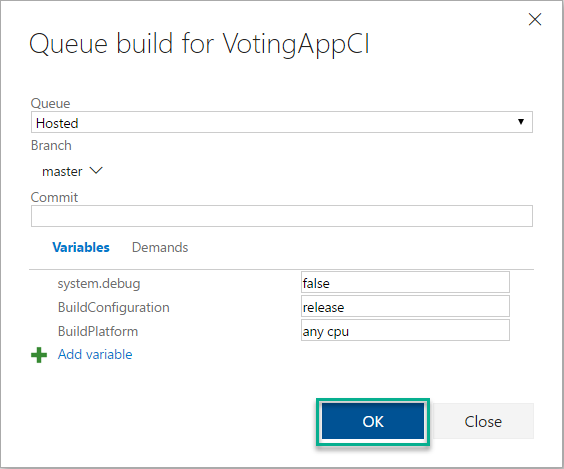 Queue build for VotingAppCI
Queue
Hosted
Branch
master
Commit
Variables Demands
system.debug false
BuildConfiguration release
BuildPlatform any cpu
Add variable
OK Close